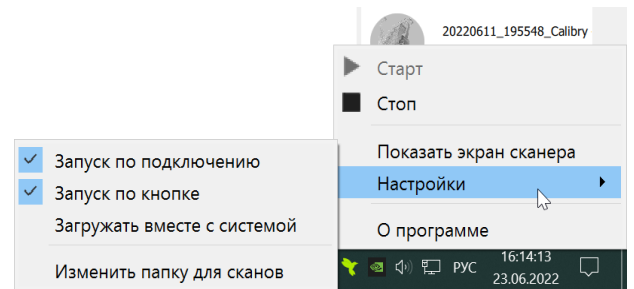 20220611_195548_Calibry
Старт
Стоп
Показать экран сканера
Настройки
О программе
Запуск по подключению
Запуск по кнопке
Загружать вместе с системой
Изменить папку для сканов
РУС
16:14:13
23.06.2022